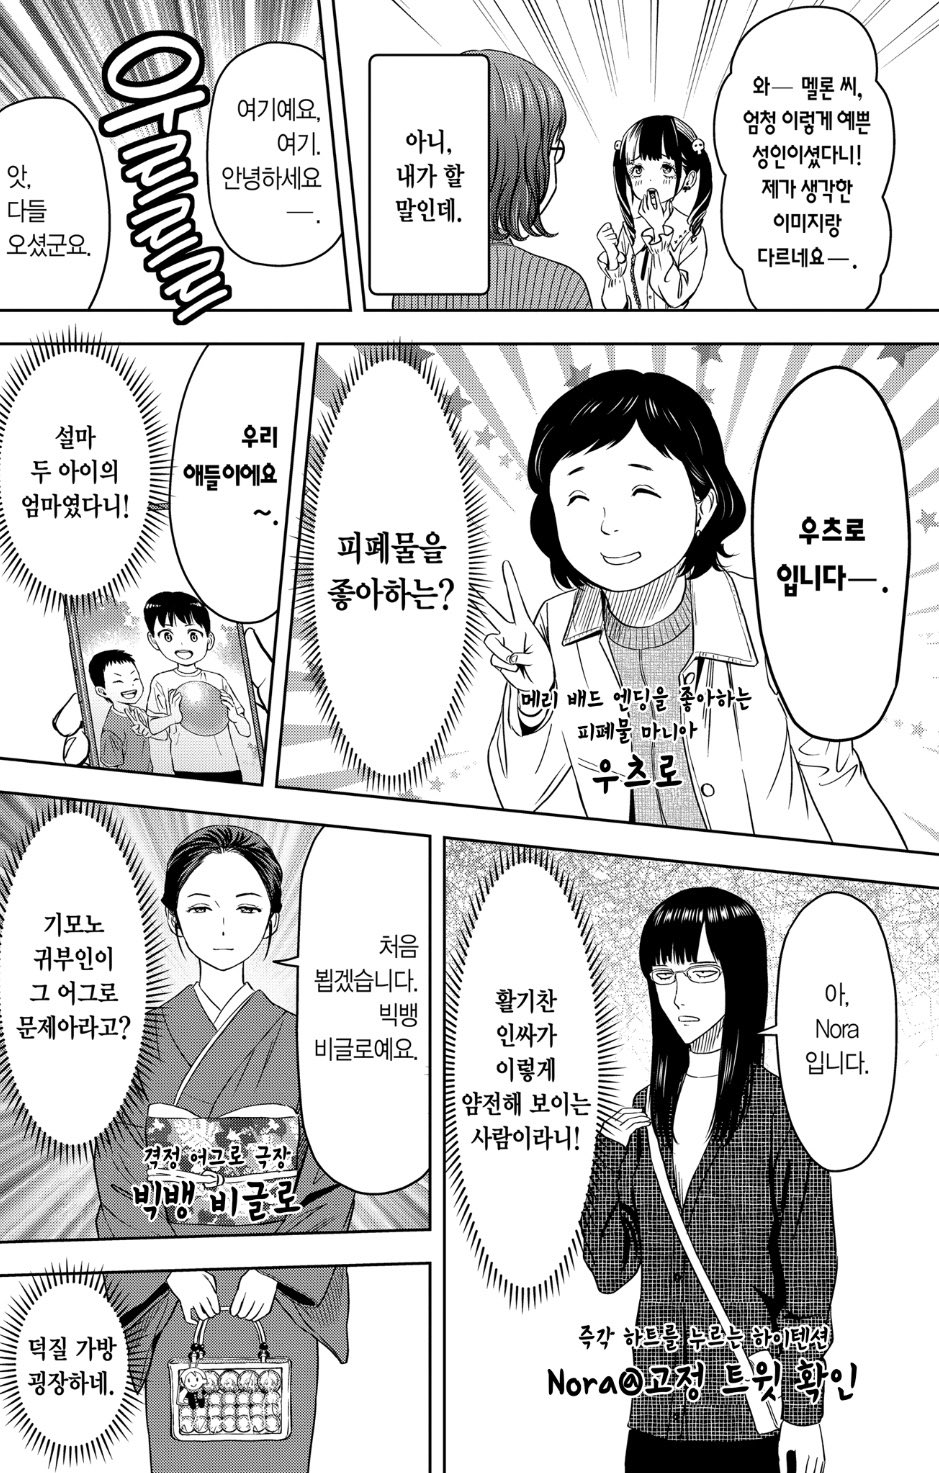 와― 멜론 씨,
엄청 이렇게 예쁜
성인이셨다니!
제가 생각한
이미지랑
다르네요―.
아니,
내가 할
말인데.
여기예요,
여기.
안녕하세요
―.
우르르르르
앗,
다들
오셨군요.
우츠로
입니다―.
피폐물을
좋아하는?
메리 배드 엔딩을 좋아하는
피폐물 마니아
우츠로
우리
애들이에요
~.
설마
두 아이의
엄마였다니!
아,
Nora
입니다.
활기찬
인싸가
이렇게
얌전해 보이는
사람이라니!
즉각 하트를 누르는 하이텐션
Nora@고정 트윗 확인
처음
뵙겠습니다.
빅뱅
비글로예요.
기모노
귀부인이
그 어그로
문제아라고?
격정 어그로 극장
빅뱅 비글로
덕질 가방
굉장하네.